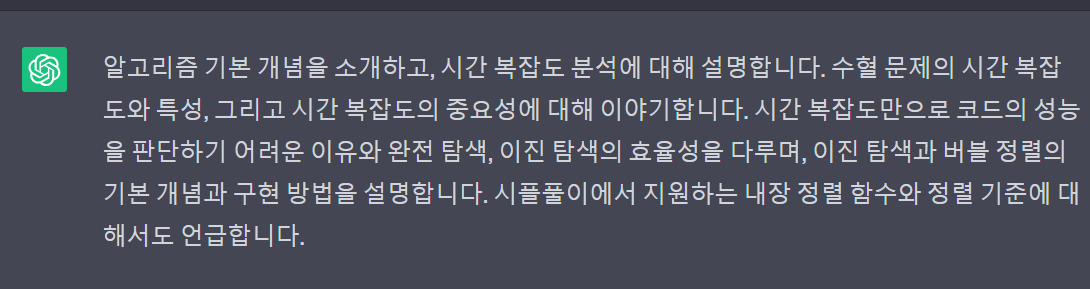 알고리즘 기본 개념을 소개하고, 시간 복잡도 분석에 대해 설명합니다. 수혈 문제의 시간 복잡
도와 특성, 그리고 시간 복잡도의 중요성에 대해 이야기합니다. 시간 복잡도만으로 코드의 성능
을 판단하기 어려운 이유와 완전 탐색, 이진 탐색의 효율성을 다루며, 이진 탐색과 버블 정렬의
기본 개념과 구현 방법을 설명합니다. 시플풀이에서 지원하는 내장 정렬 함수와 정렬 기준에 대
해서도 언급합니다.